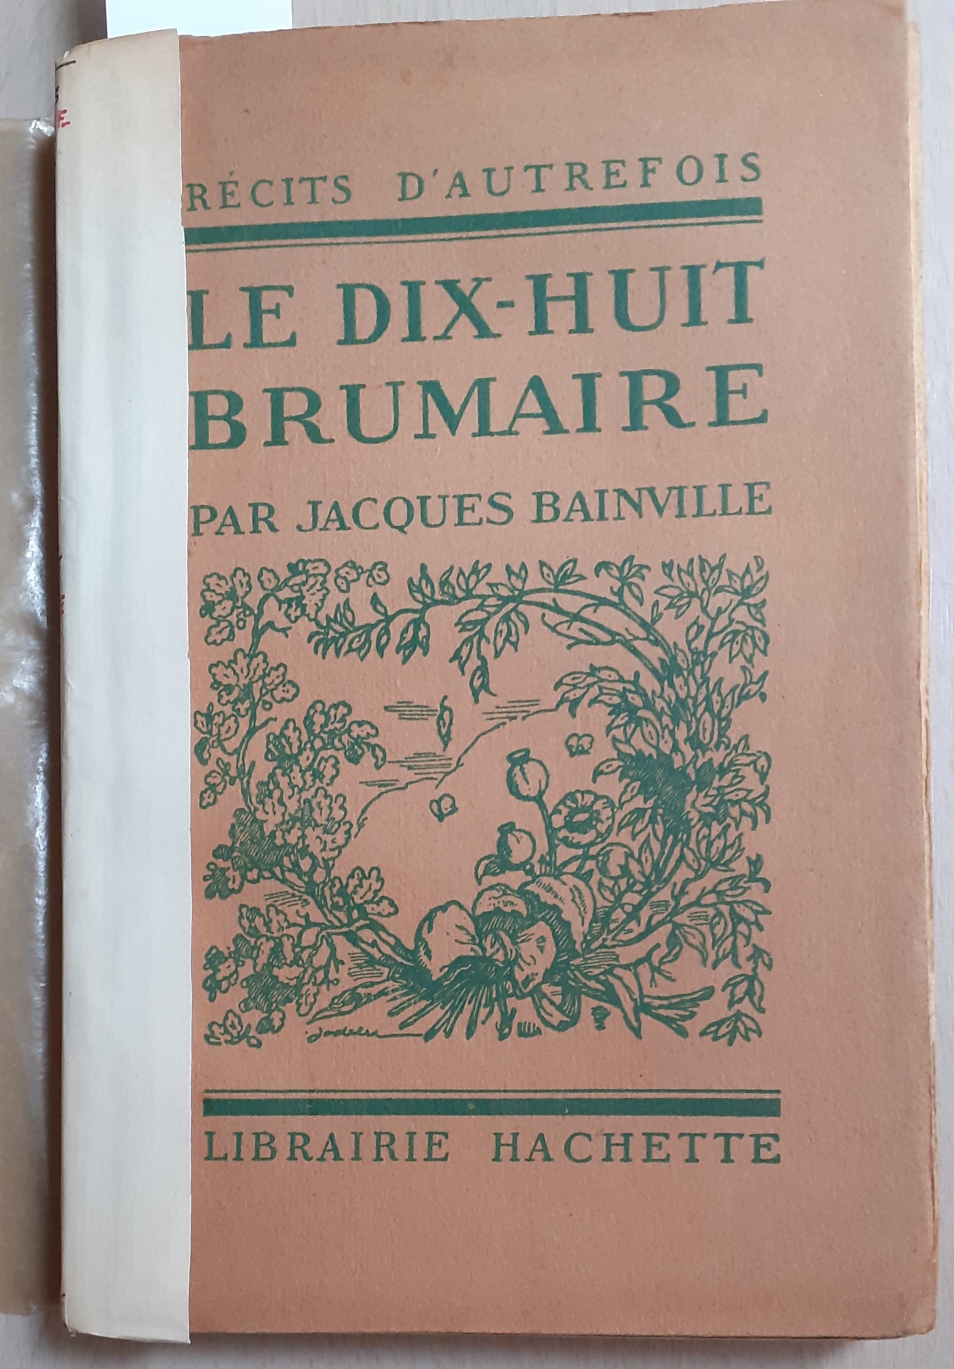 RÉCITS D'AUTREFOIS
LE DIX-HUIT
BRUMAIRE
PAR JACQUES BAINVILLE
LIBRAIRIE HACHETTE